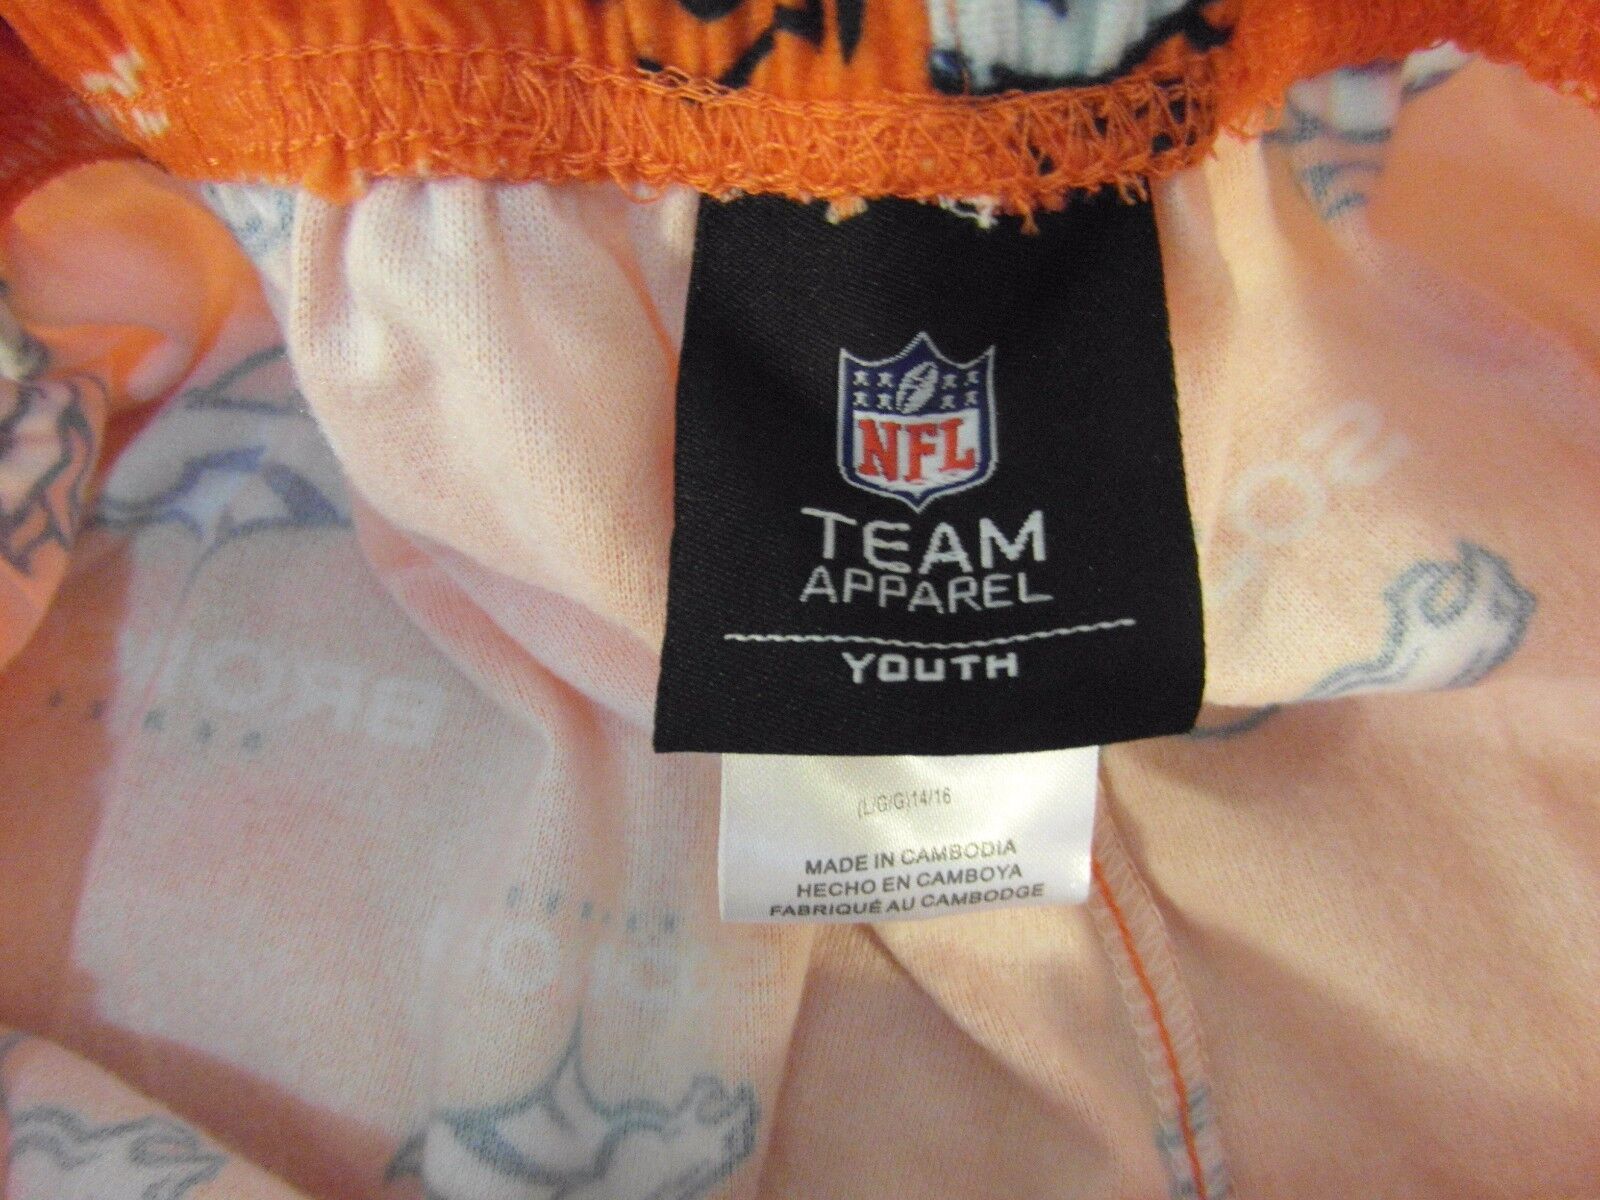 NFL
TEAM
APPAREL
YOUTH
(L/G/G)14/16
MADE IN CAMBODIA
HECHO EN CAMBOYA
FABRIQUÉ AU CAMBODGE